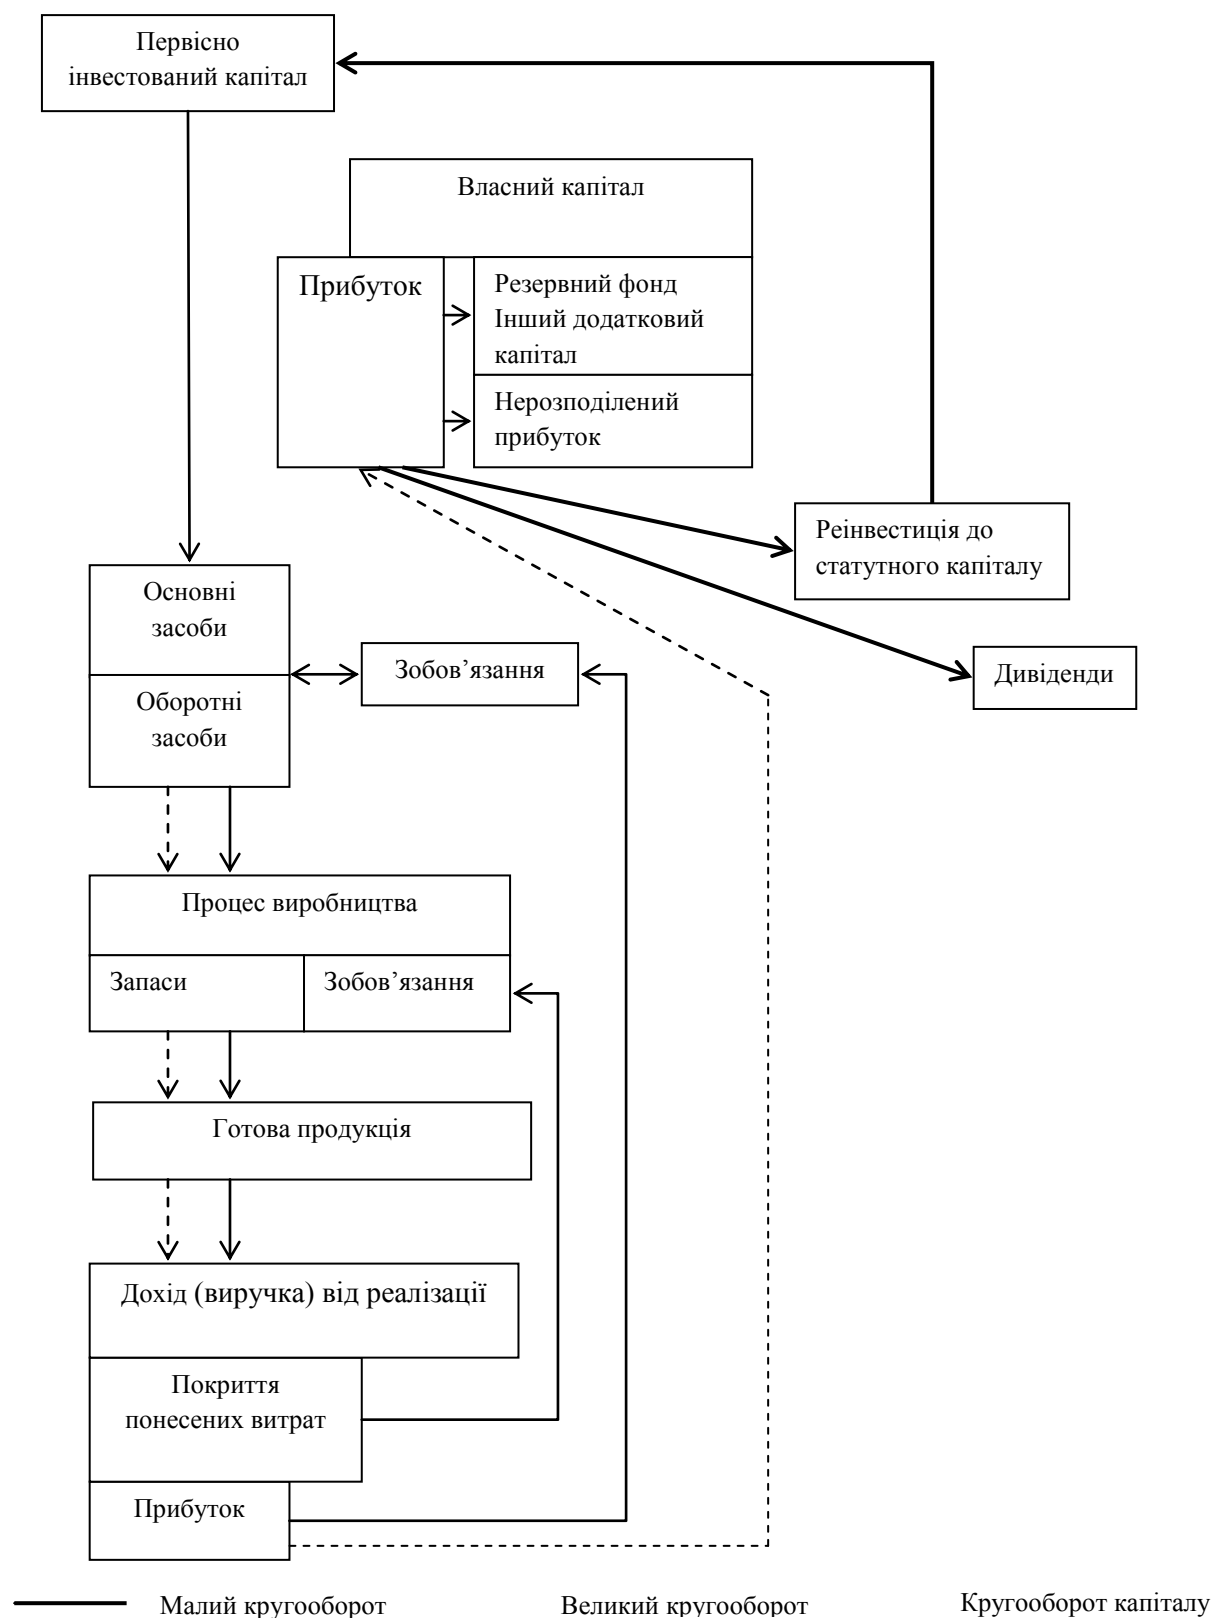 Первісно
інвестований капітал
Власний капітал
Прибуток
Резервний фонд
Інший додатковий
капітал
Нерозподілений
прибуток
Реінвестиція до
статутного капіталу
Дивіденди
Основні
засоби
Зобов’язання
Оборотні
засоби
Процес виробництва
Запаси
Зобов’язання
Готова продукція
Дохід (виручка) від реалізації
Покриття
понесених витрат
Прибуток
Малий кругооборот
Великий кругооборот
Кругооборот капіталу